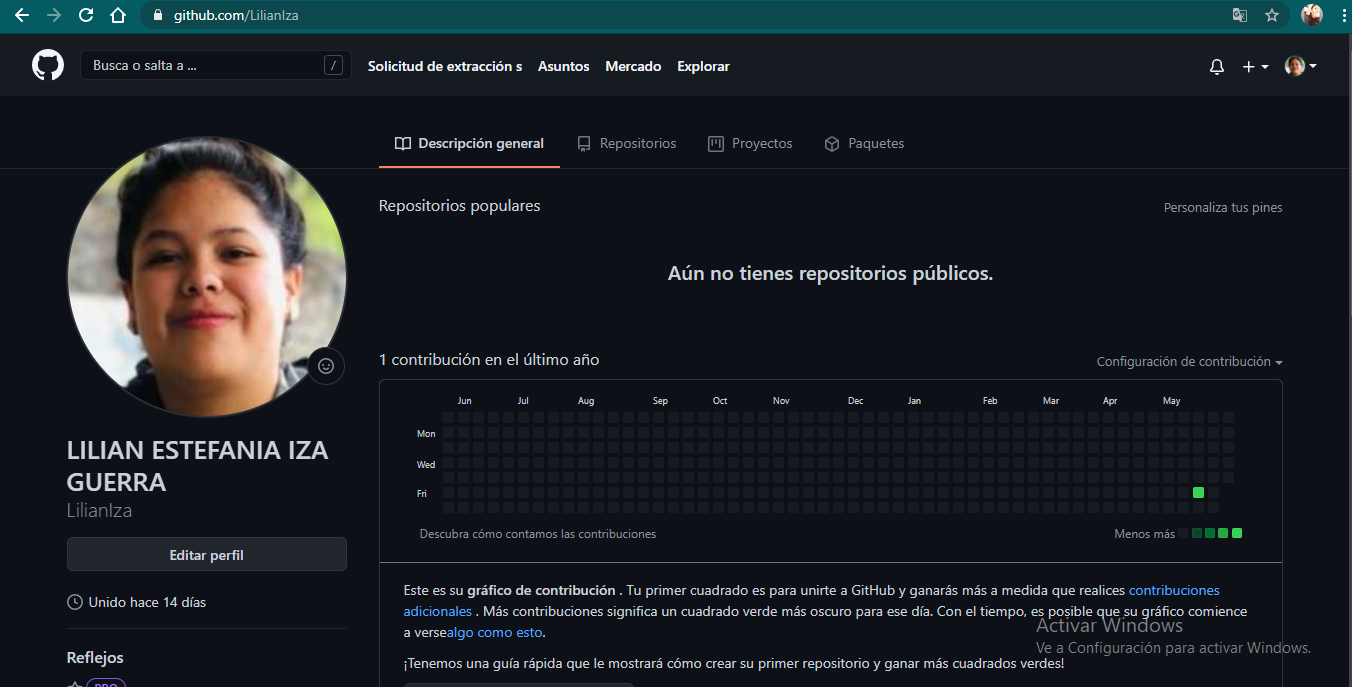 github.com/LilianIza
Busca o salta a ...
/
Solicitud de extracción s
Asuntos
Mercado
Explorar
Descripción general
Repositorios
Proyectos
Paquetes
Repositorios populares
Personaliza tus pines
Aún no tienes repositorios públicos.
1 contribución en el último año
Configuración de contribución
Jun Jul Aug Sep Oct Nov Dec Jan Feb Mar Apr May
Mon
Wed
Fri
Descubra cómo contamos las contribuciones
Menos más
LILIAN ESTEFANIA IZA
GUERRA
LilianIza
Editar perfil
Unido hace 14 días
Reflejos
PRO
Este es su gráfico de contribución . Tu primer cuadrado es para unirte a GitHub y ganarás más a medida que realices contribuciones
adicionales . Más contribuciones significa un cuadrado verde más oscuro para ese día. Con el tiempo, es posible que su gráfico comience
a versealgo como esto.
¡Tenemos una guía rápida que le mostrará cómo crear su primer repositorio y ganar más cuadrados verdes!
Activar Windows
Ve a Configuración para activar Windows.